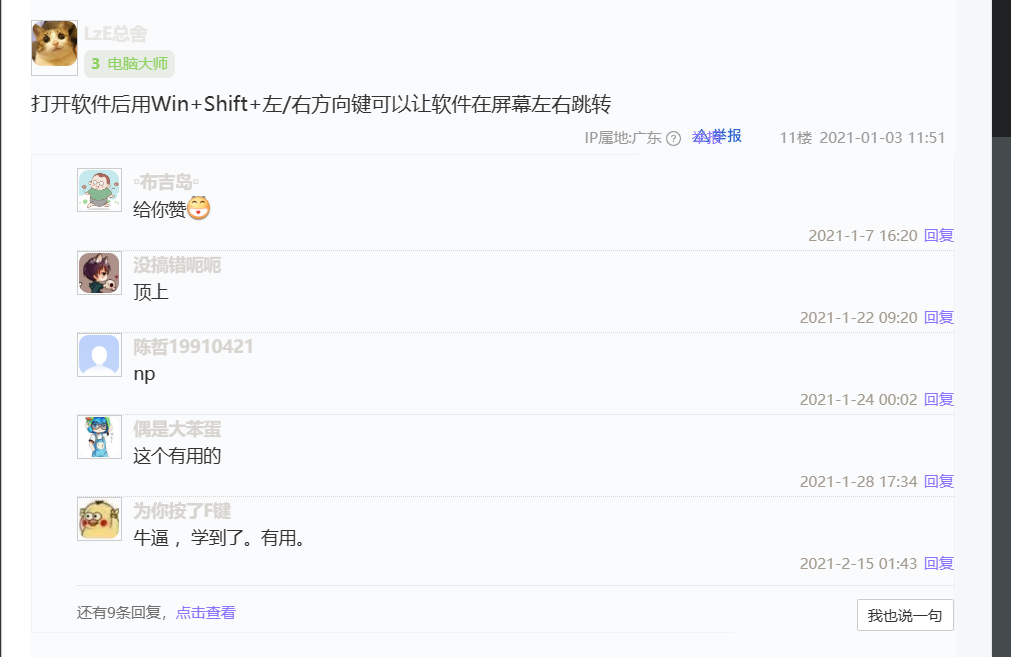 LzE总舍
3 电脑大师
打开软件后用Win+Shift+左/右方向键可以让软件在屏幕左右跳转
IP属地:广东 ? 举报 举报 11楼 2021-01-03 11:51
▫布吉岛▫
给你赞
2021-1-7 16:20 回复
没搞错呃呃
顶上
2021-1-22 09:20 回复
陈哲19910421
np
2021-1-24 00:02 回复
偶是大苯蛋
这个有用的
2021-1-28 17:34 回复
为你按了F键
牛逼 ，学到了。有用。
2021-2-15 01:43 回复
还有9条回复，点击查看
我也说一句